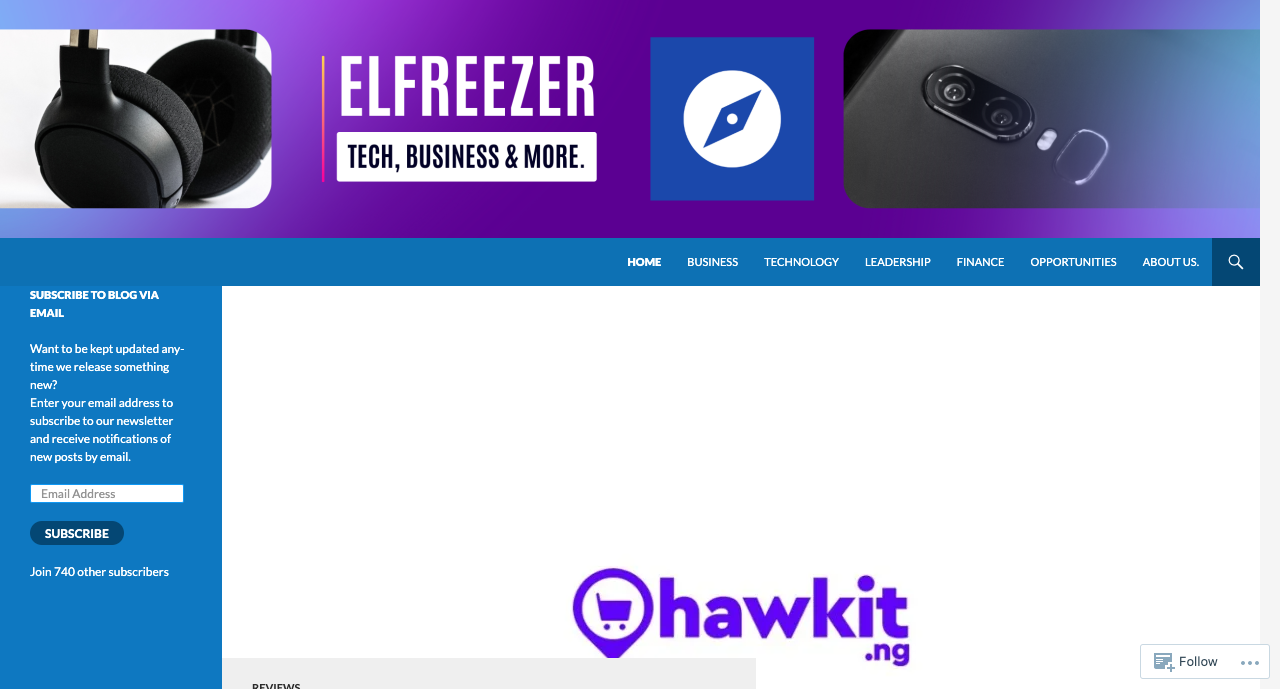 ELFREEZER
TECH, BUSINESS & MORE.
HOME BUSINESS TECHNOLOGY LEADERSHIP FINANCE OPPORTUNITIES ABOUT US.
SUBSCRIBE TO BLOG VIA
EMAIL
Want to be kept updated any-
time we release something
new?
Enter your email address to
subscribe to our newsletter
and receive notifications of
new posts by email.
Email Address
SUBSCRIBE
Join 740 other subscribers
hawkit
.ng
REVIEWS
Follow